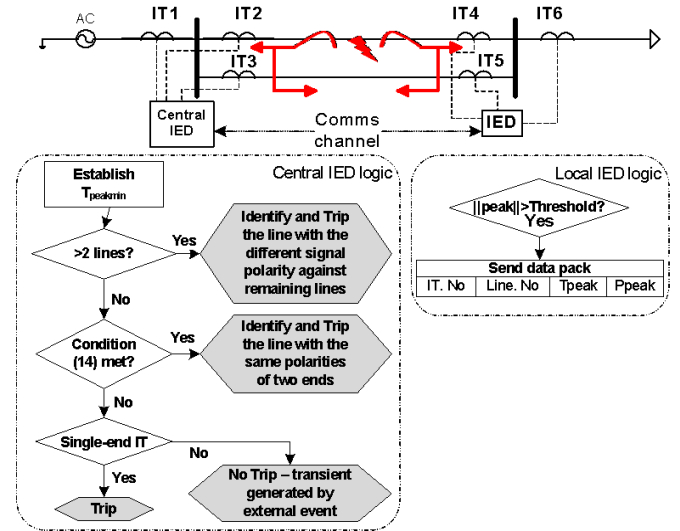 IT1
IT2
IT4
IT6
AC
IT3
IT5
Central
IED
Comms
channel
IED
Central IED logic
Establish
Tpeakmin
>2 lines?
Yes
Identify and Trip
the line with the
different signal
polarity against
remaining lines
No
Condition
(14) met?
Yes
Identify and Trip
the line with the
same polarities
of two ends
No
Single-end IT
No
Yes
Trip
No Trip – transient
generated by
external event
Local IED logic
||peak||>Threshold?
Yes
Send data pack
IT. No Line. No Tpeak Ppeak